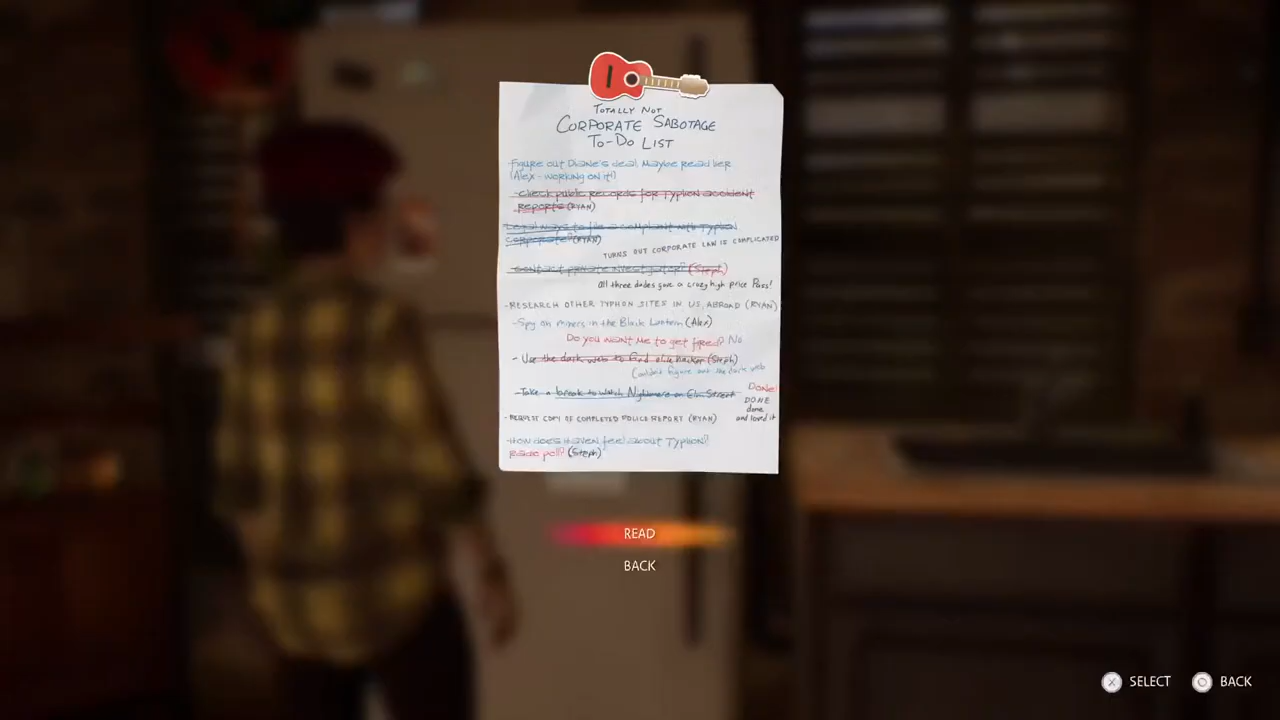 TOTALLY NOT
CORPORATE SABOTAGE
TO-DO LIST
-Figure out Diane's deal. Maybe read her
(Alex - working on it!)
-Check public records for Typhon accident
reports (RYAN)
Legal ways to file a complaint with Typhon
corporate? (RYAN)
TURNS OUT CORPORATE LAW IS COMPLICATED
-Contact private investigator? (Steph)
All three dudes gave a crazy high price Pass!
-RESEARCH OTHER TYPHON SITES IN US, ABROAD (RYAN)
-Spy on miners in the Black Lantern (Alex)
Do you want me to get fired? No
- Use the dark web to find elite hacker (Steph)
Couldn't figure out the dark web
-Take a break to watch Nightmare on Elm Street
DONE!
DONE
done
and loved it
-REQUEST COPY OF COMPLETED POLICE REPORT (RYAN)
-How does Haven feel about Typhon?
Radio poll? (Steph)
READ
BACK
SELECT
BACK